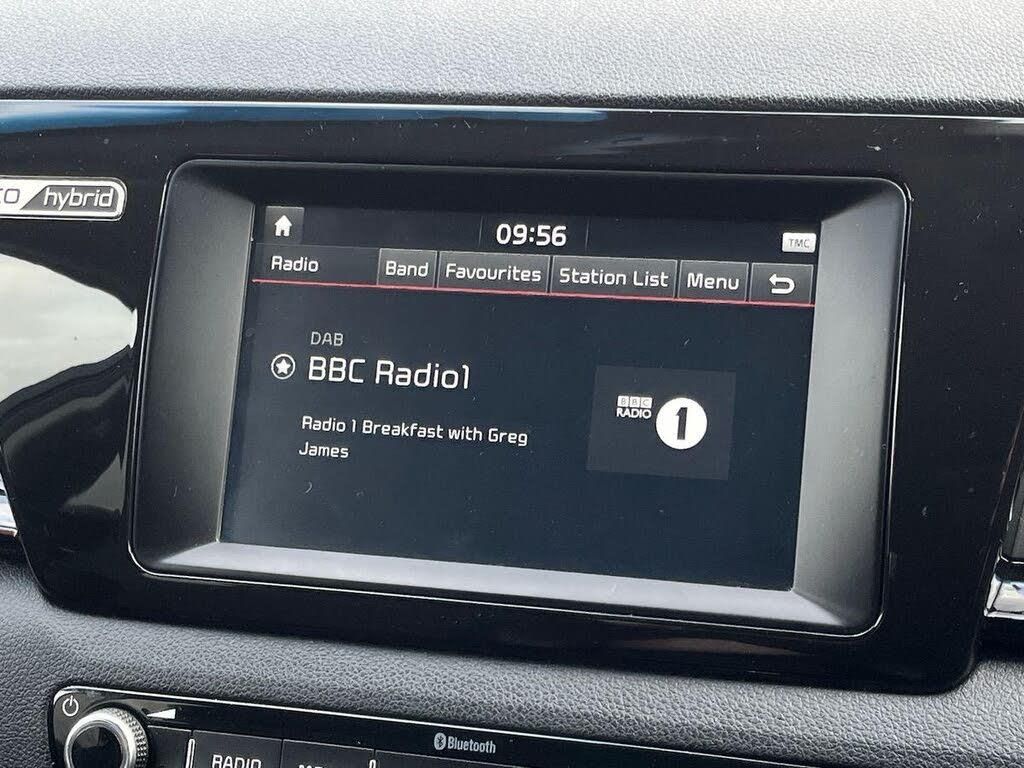 hybrid
09:56
TMC
Radio
Band
Favourites
Station List
Menu
DAB
BBC Radio1
Radio 1 Breakfast with Greg
James
BBC
RADIO
1
Bluetooth
RADIO